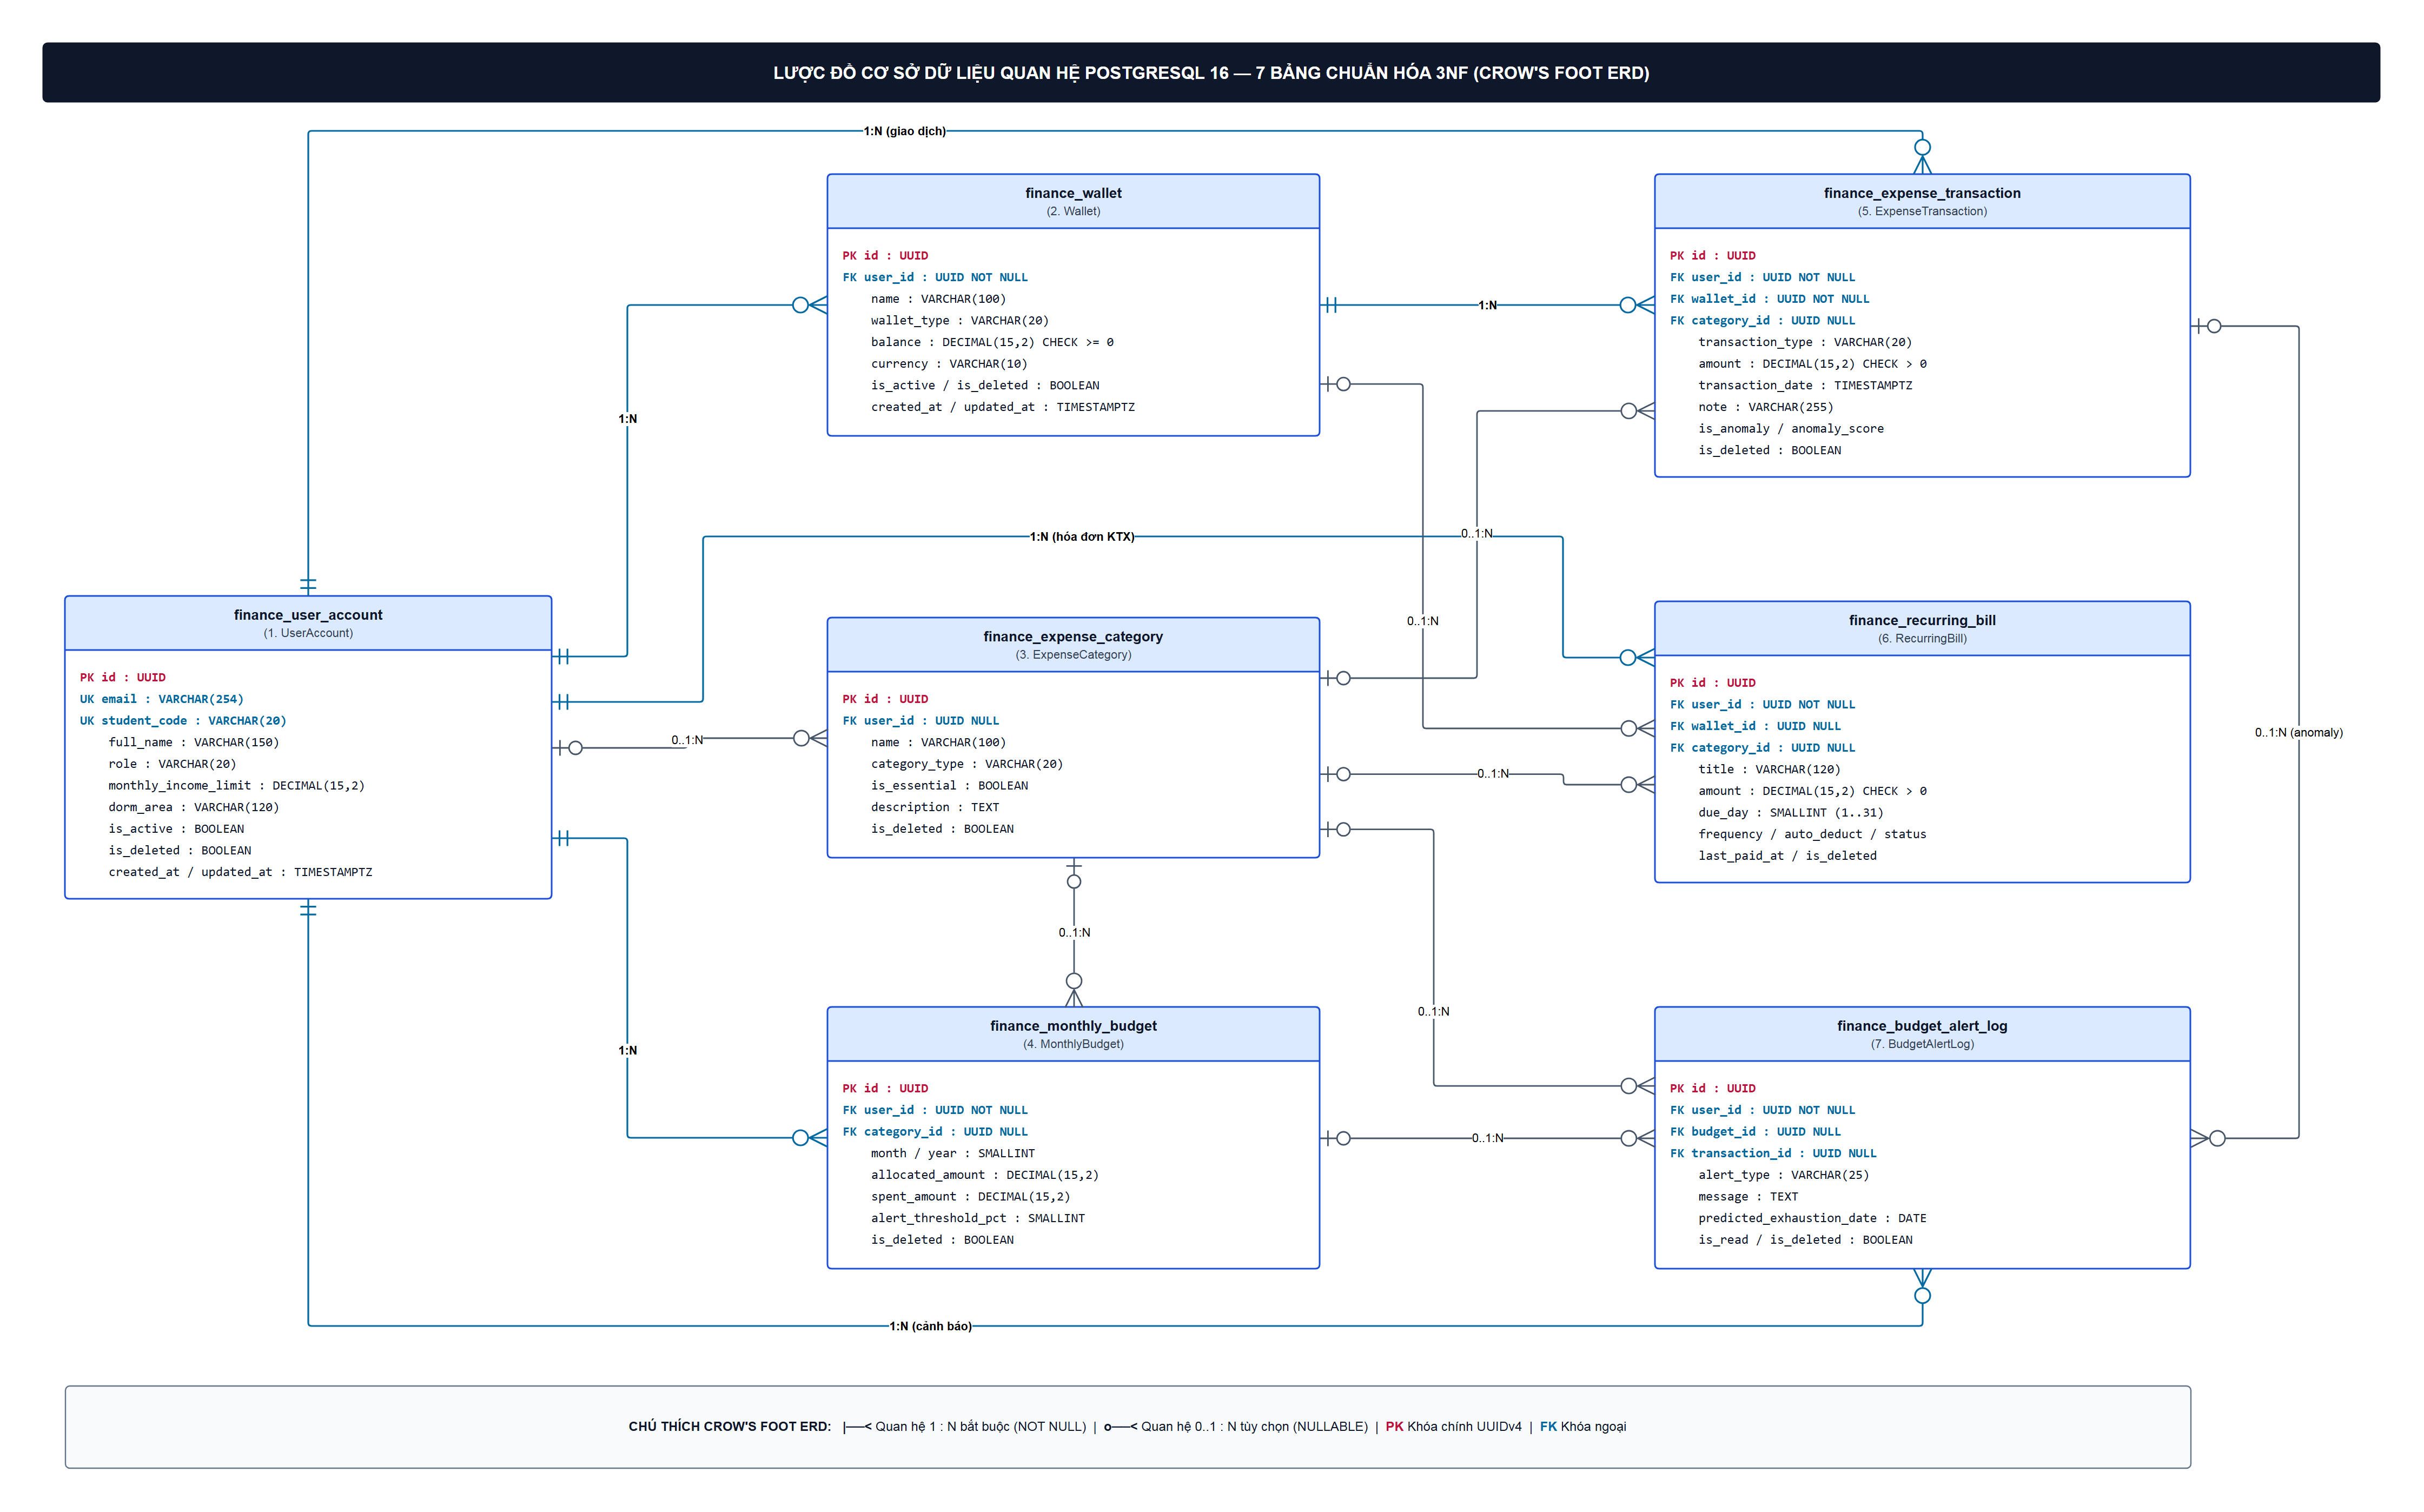 LƯỢC ĐỒ CƠ SỞ DỮ LIỆU QUAN HỆ POSTGRESQL 16 — 7 BẢNG CHUẨN HÓA 3NF (CROW'S FOOT ERD)
1:N (giao dịch)
finance_wallet
(2. Wallet)
PK id : UUID
FK user_id : UUID NOT NULL
name : VARCHAR(100)
wallet_type : VARCHAR(20)
balance : DECIMAL(15,2) CHECK >= 0
currency : VARCHAR(10)
is_active / is_deleted : BOOLEAN
created_at / updated_at : TIMESTAMPTZ
1:N
finance_expense_transaction
(5. ExpenseTransaction)
PK id : UUID
FK user_id : UUID NOT NULL
FK wallet_id : UUID NOT NULL
FK category_id : UUID NULL
transaction_type : VARCHAR(20)
amount : DECIMAL(15,2) CHECK > 0
transaction_date : TIMESTAMPTZ
note : VARCHAR(255)
is_anomaly / anomaly_score
is_deleted : BOOLEAN
1:N
1:N (hóa đơn KTX)
0..1:N
0..1:N
finance_user_account
(1. UserAccount)
PK id : UUID
UK email : VARCHAR(254)
UK student_code : VARCHAR(20)
full_name : VARCHAR(150)
role : VARCHAR(20)
monthly_income_limit : DECIMAL(15,2)
dorm_area : VARCHAR(120)
is_active : BOOLEAN
is_deleted : BOOLEAN
created_at / updated_at : TIMESTAMPTZ
0..1:N
finance_expense_category
(3. ExpenseCategory)
PK id : UUID
FK user_id : UUID NULL
name : VARCHAR(100)
category_type : VARCHAR(20)
is_essential : BOOLEAN
description : TEXT
is_deleted : BOOLEAN
0..1:N
finance_recurring_bill
(6. RecurringBill)
PK id : UUID
FK user_id : UUID NOT NULL
FK wallet_id : UUID NULL
FK category_id : UUID NULL
title : VARCHAR(120)
amount : DECIMAL(15,2) CHECK > 0
due_day : SMALLINT (1..31)
frequency / auto_deduct / status
last_paid_at / is_deleted
0..1:N (anomaly)
0..1:N
0..1:N
1:N
finance_monthly_budget
(4. MonthlyBudget)
PK id : UUID
FK user_id : UUID NOT NULL
FK category_id : UUID NULL
month / year : SMALLINT
allocated_amount : DECIMAL(15,2)
spent_amount : DECIMAL(15,2)
alert_threshold_pct : SMALLINT
is_deleted : BOOLEAN
0..1:N
finance_budget_alert_log
(7. BudgetAlertLog)
PK id : UUID
FK user_id : UUID NOT NULL
FK budget_id : UUID NULL
FK transaction_id : UUID NULL
alert_type : VARCHAR(25)
message : TEXT
predicted_exhaustion_date : DATE
is_read / is_deleted : BOOLEAN
1:N (cảnh báo)
CHÚ THÍCH CROW'S FOOT ERD: |──< Quan hệ 1 : N bắt buộc (NOT NULL) | o──< Quan hệ 0..1 : N tùy chọn (NULLABLE) | PK Khóa chính UUIDv4 | FK Khóa ngoại